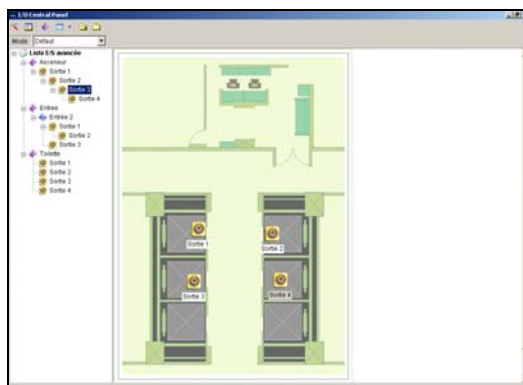 I/O Central Panel
Mode Défaut
Liste E/S avancée
Ascenseur
Sortie 1
Sortie 2
Sortie 3
Sortie 4
Entrée
Entrée 2
Sortie 1
Sortie 2
Sortie 3
Toilette
Sortie 1
Sortie 2
Sortie 3
Sortie 4
Sortie 1
Sortie 2
Sortie 3
Sortie 4